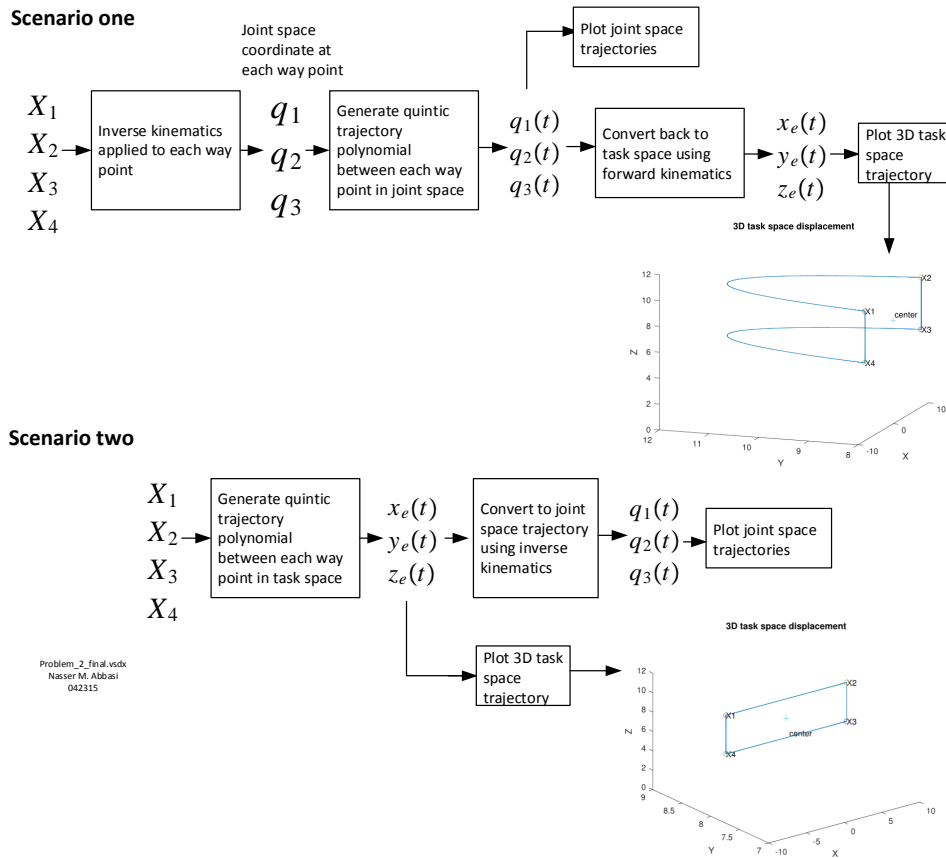 Scenario one
Joint space
coordinate at
each way point
Plot joint space
trajectories
X₁
X₂
X₃
X₄
Inverse kinematics
applied to each way
point
q₁
q₂
q₃
Generate quintic
trajectory
polynomial
between each way
point in joint space
q₁(t)
q₂(t)
q₃(t)
Convert back to
task space using
forward kinematics
xₑ(t)
yₑ(t)
zₑ(t)
Plot 3D task
space
trajectory
3D task space displacement
12
10
8
6
4
2
0
Z
X1
X2
center
X3
X4
12
11
10
9
8
Y
-10
0
10
X
Scenario two
X₁
X₂
X₃
X₄
Generate quintic
trajectory
polynomial
between each way
point in task space
xₑ(t)
yₑ(t)
zₑ(t)
Convert to joint
space trajectory
using inverse
kinematics
q₁(t)
q₂(t)
q₃(t)
Plot joint space
trajectories
Plot 3D task
space
trajectory
Problem_2_final.vsdx
Nasser M. Abbasi
042315
3D task space displacement
12
10
8
6
4
2
0
Z
X1
X2
X3
center
X4
9
8.5
8
7.5
7
Y
-10
-5
0
5
10
X